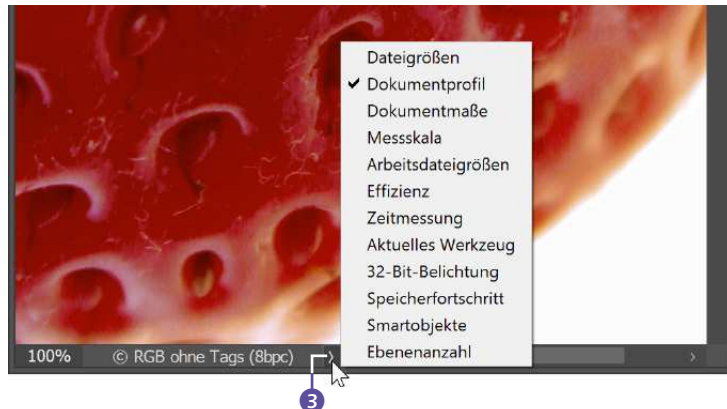 Dateigrößen
✔ Dokumentprofil
Dokumentmaße
Messskala
Arbeitsdateigrößen
Effizienz
Zeitmessung
Aktuelles Werkzeug
32-Bit-Belichtung
Speicherfortschritt
Smartobjekte
Ebenenanzahl
100% © RGB ohne Tags (8bpc)
3